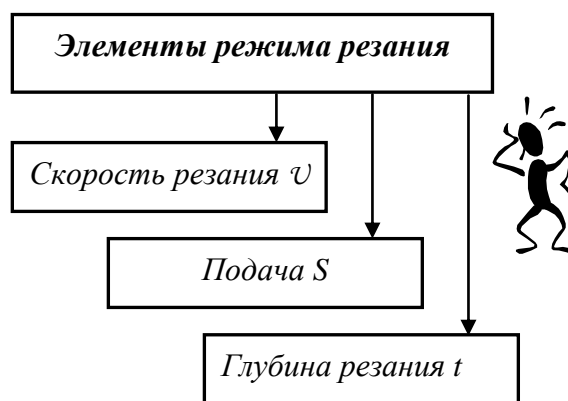 Элементы режима резания
Скорость резания υ
Подача S
Глубина резания t